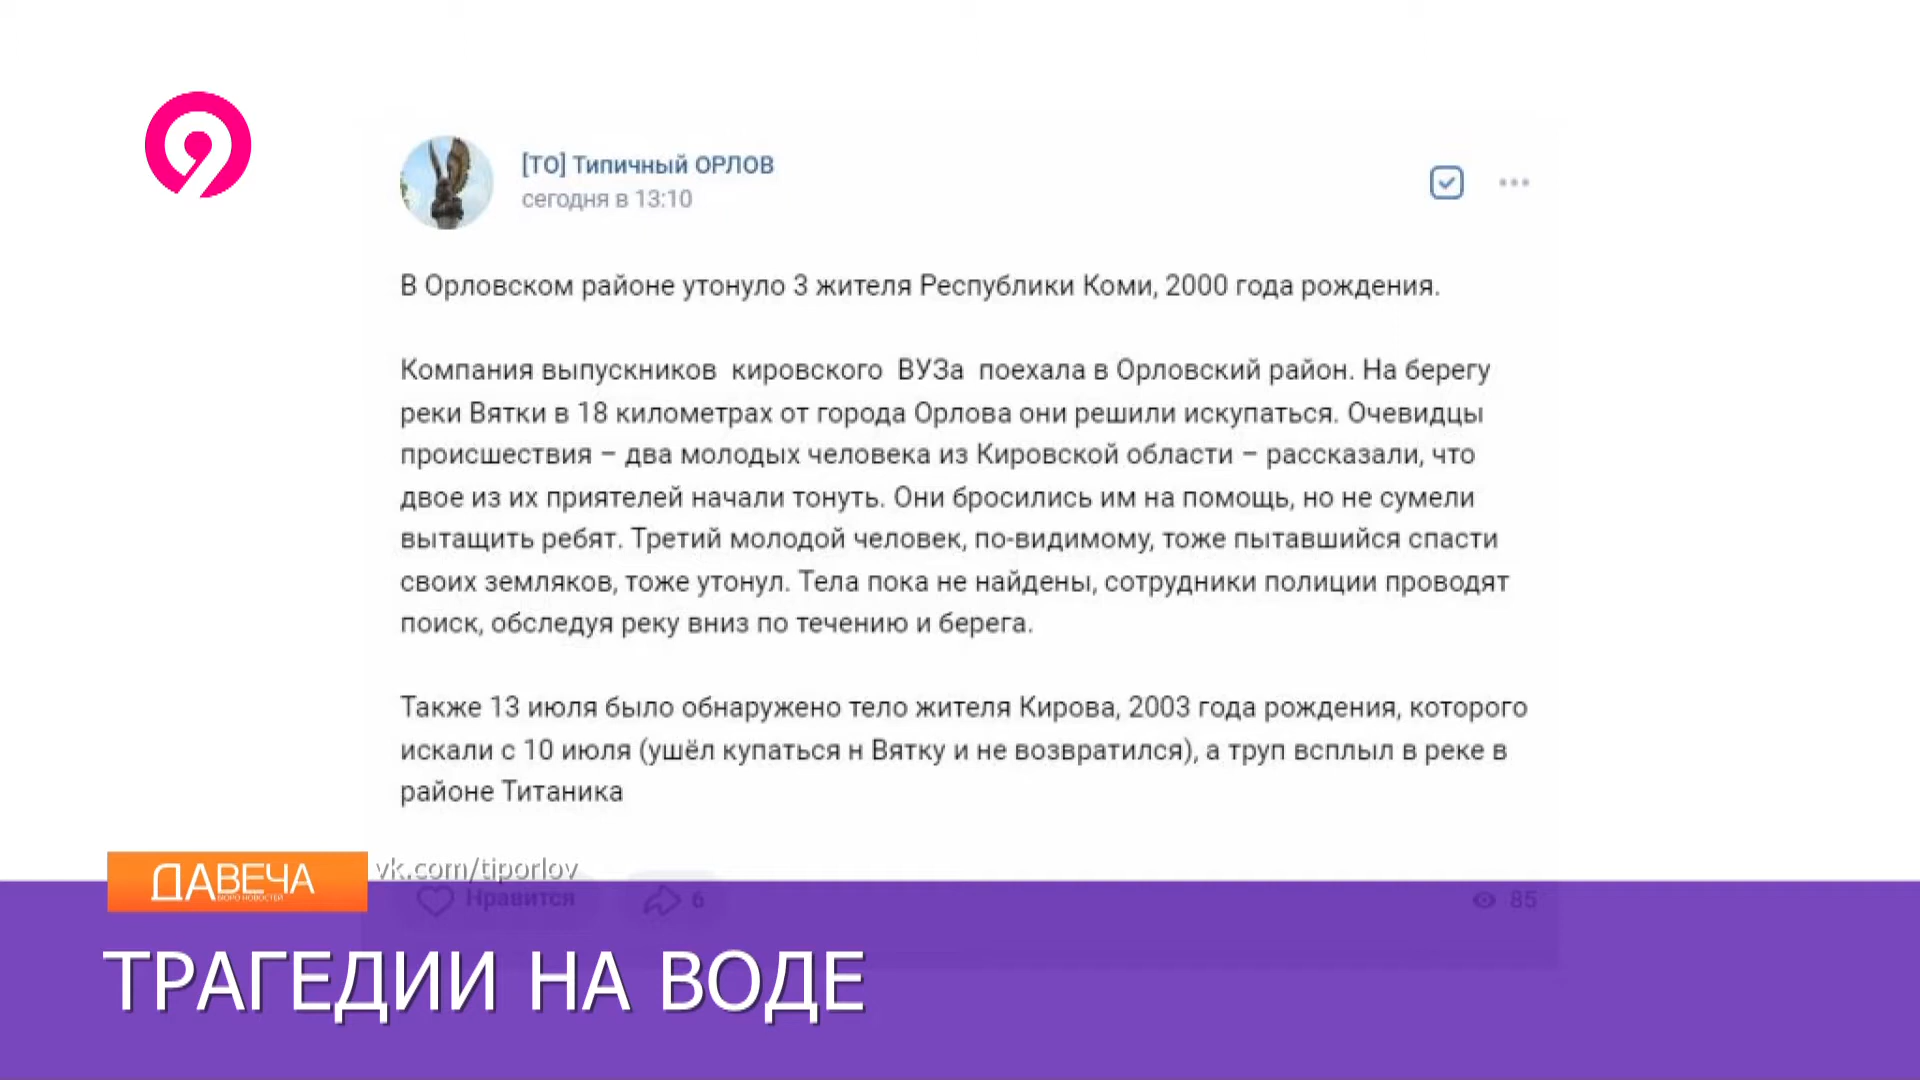 [ТО] Типичный ОРЛОВ
сегодня в 13:10
В Орловском районе утонуло 3 жителя Республики Коми, 2000 года рождения.
Компания выпускников кировского ВУЗа поехала в Орловский район. На берегу
реки Вятки в 18 километрах от города Орлова они решили искупаться. Очевидцы
происшествия – два молодых человека из Кировской области – рассказали, что
двое из их приятелей начали тонуть. Они бросились им на помощь, но не сумели
вытащить ребят. Третий молодой человек, по-видимому, тоже пытавшийся спасти
своих земляков, тоже утонул. Тела пока не найдены, сотрудники полиции проводят
поиск, обследуя реку вниз по течению и берега.
Также 13 июля было обнаружено тело жителя Кирова, 2003 года рождения, которого
искали с 10 июля (ушёл купаться н Вятку и не возвратился), а труп всплыл в реке в
районе Титаника
vk.com/tiporlov
ДАВЕЧА
БЮРО НОВОСТЕЙ
Нравится 6 85
ТРАГЕДИИ НА ВОДЕ